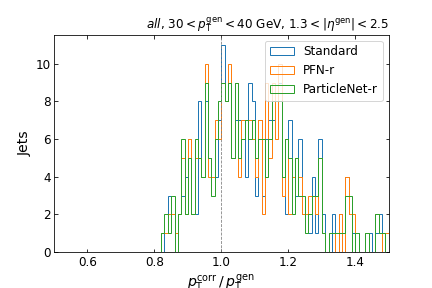 all, 30 < p_T^gen < 40 GeV, 1.3 < |η^gen| < 2.5
Standard
PFN-r
ParticleNet-r
Jets
10
8
6
4
2
0
0.6 0.8 1.0 1.2 1.4
p_T^corr / p_T^gen